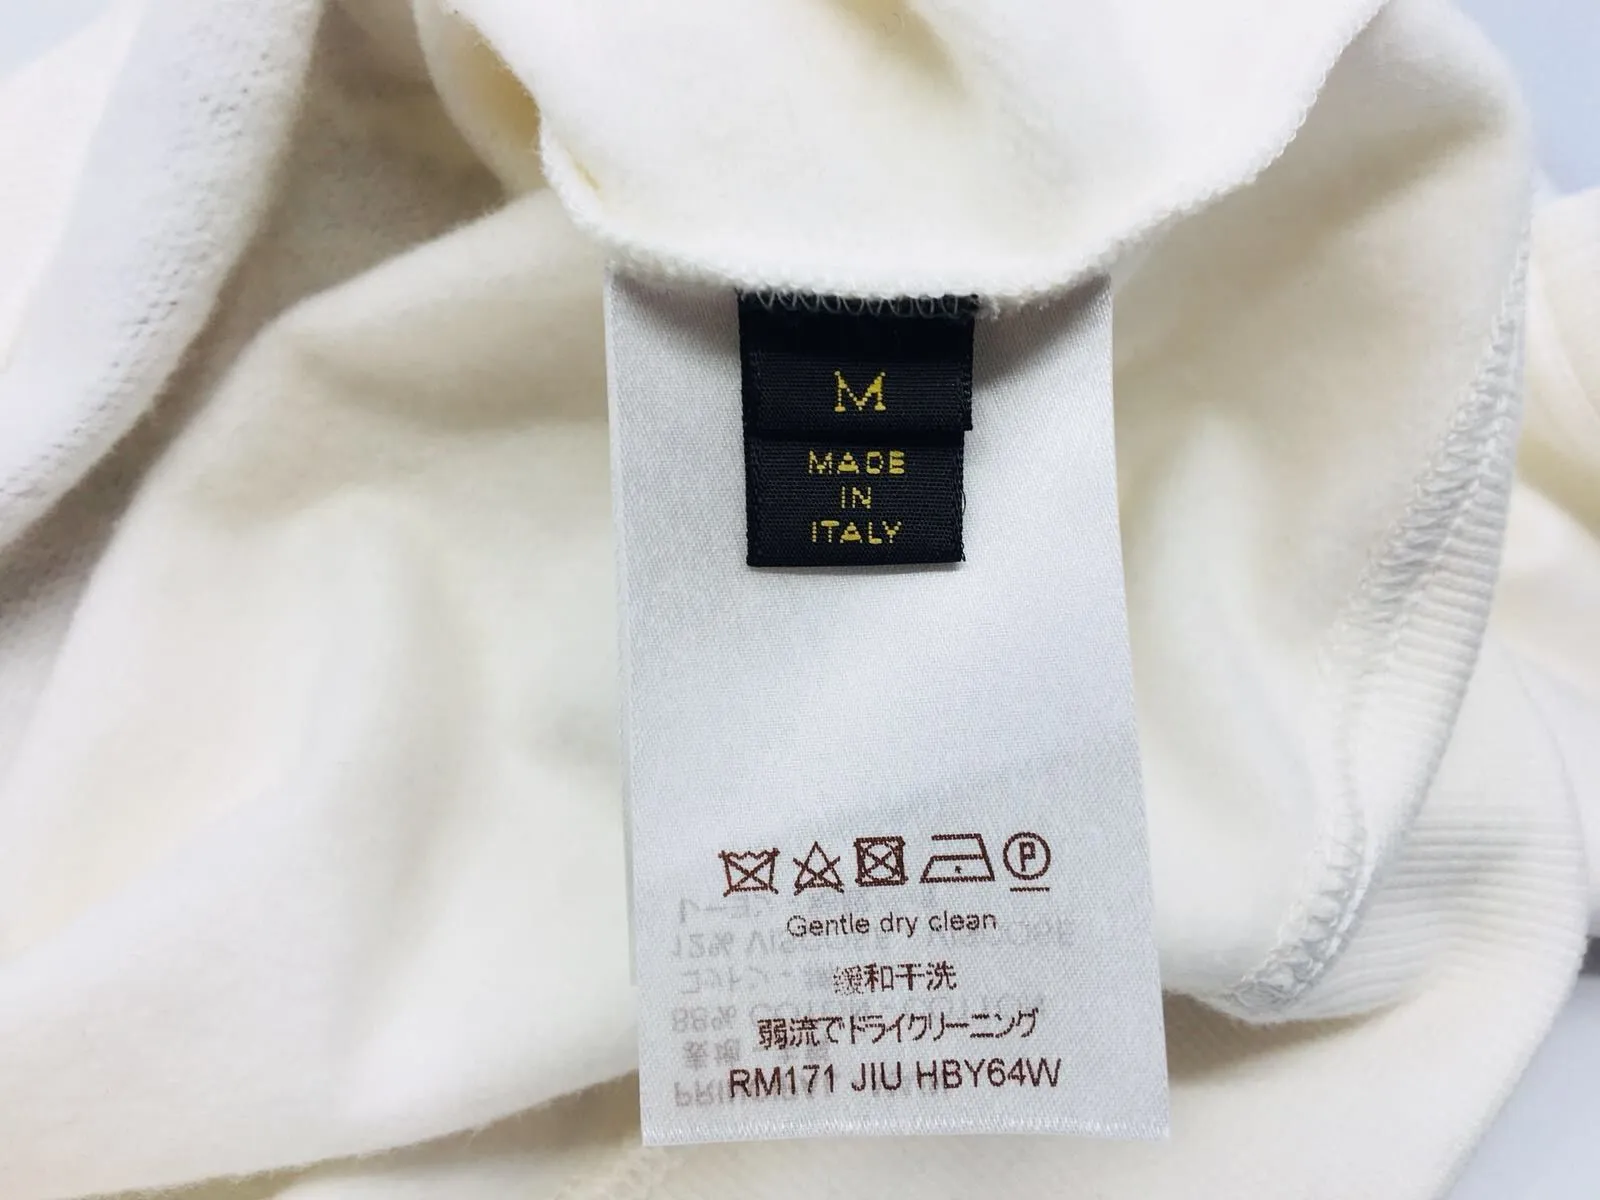 M
MADE
IN
ITALY
P
Gentle dry clean
缓和干洗
弱流でドライクリーニング
RM171 JIU HBY64W